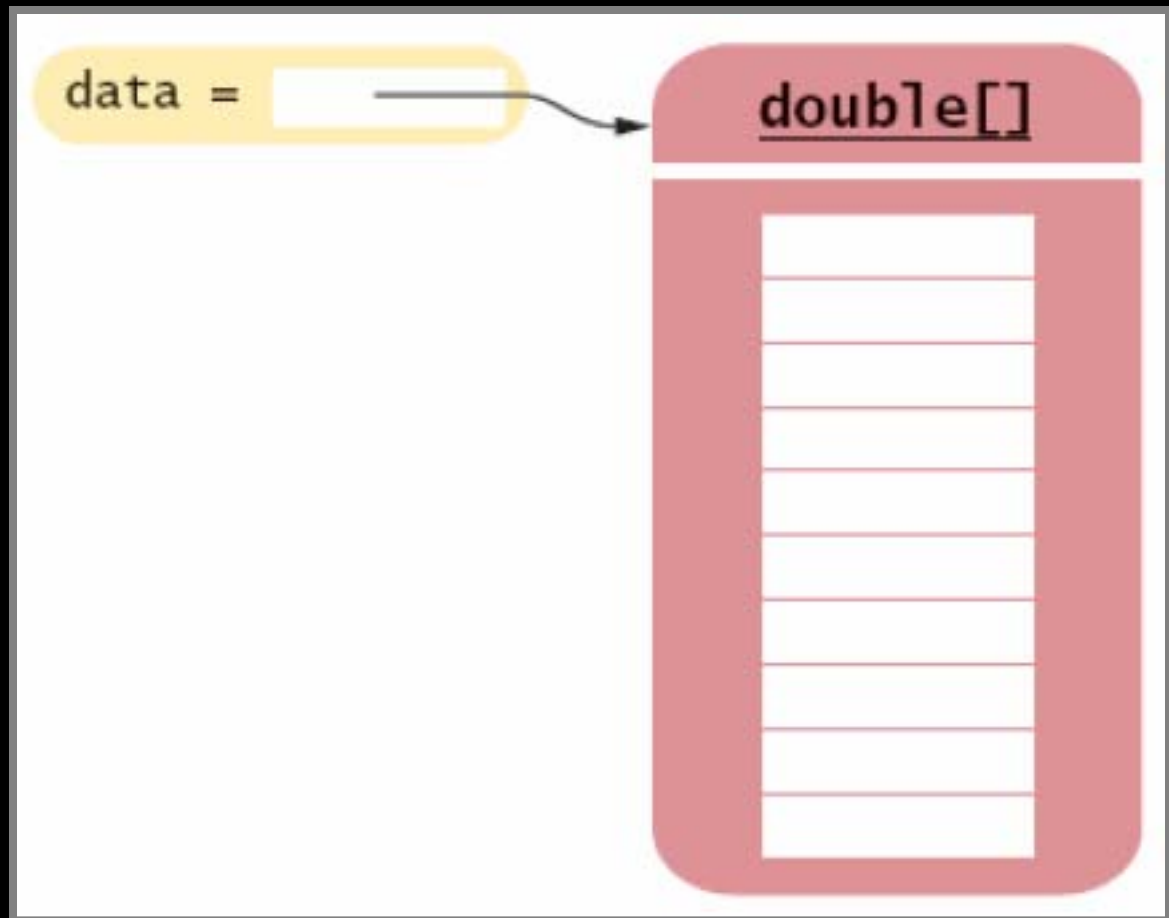 data =
double[]